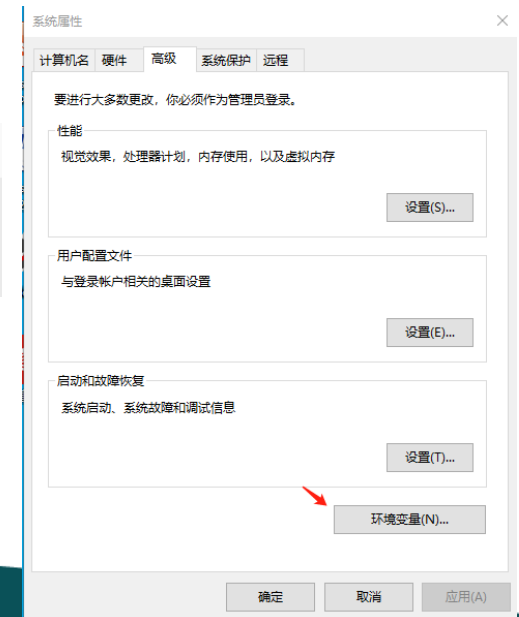 系统属性
计算机名 硬件 高级 系统保护 远程
要进行大多数更改，你必须作为管理员登录。
性能
视觉效果，处理器计划，内存使用，以及虚拟内存
设置(S)...
用户配置文件
与登录帐户相关的桌面设置
设置(E)...
启动和故障恢复
系统启动、系统故障和调试信息
设置(T)...
环境变量(N)...
确定 取消 应用(A)